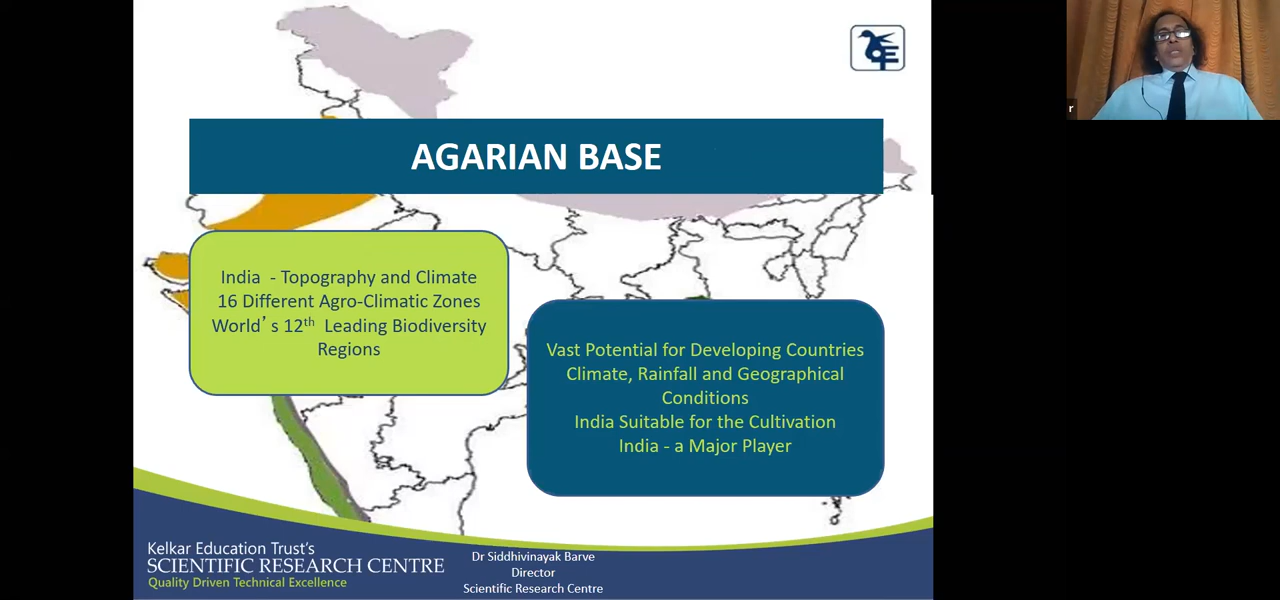 AGARIAN BASE
India - Topography and Climate
16 Different Agro-Climatic Zones
World's 12th Leading Biodiversity
Regions
Vast Potential for Developing Countries
Climate, Rainfall and Geographical
Conditions
India Suitable for the Cultivation
India - a Major Player
Kelkar Education Trust's
SCIENTIFIC RESEARCH CENTRE
Quality Driven Technical Excellence
Dr Siddhivinayak Barve
Director
Scientific Research Centre
r